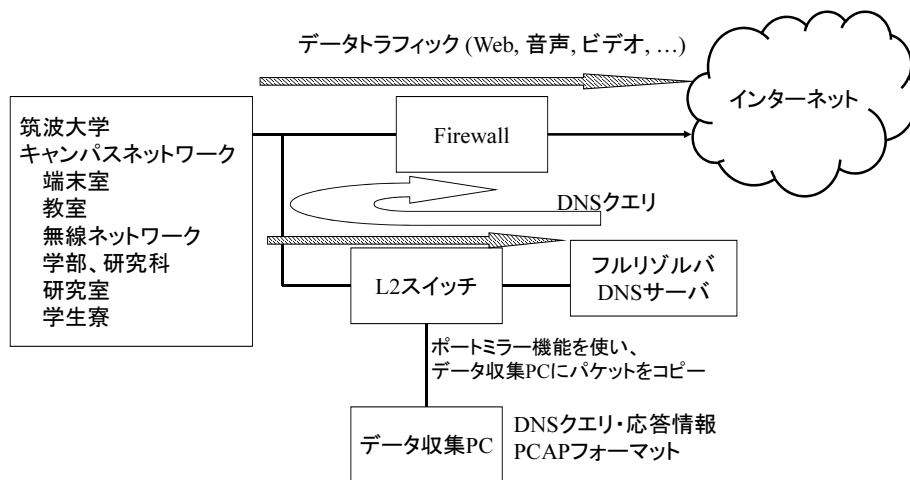 データトラフィック (Web, 音声, ビデオ, …)
インターネット
筑波大学
キャンパスネットワーク
端末室
教室
無線ネットワーク
学部、研究科
研究室
学生寮
Firewall
DNSクエリ
L2スイッチ
フルリゾルバ
DNSサーバ
ポートミラー機能を使い、
データ収集PCにパケットをコピー
データ収集PC
DNSクエリ・応答情報
PCAPフォーマット